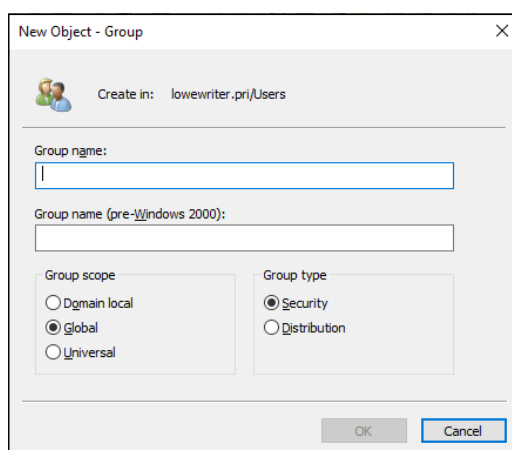 New Object - Group
Create in: lowewriter.pri/Users
Group name:
Group name (pre-Windows 2000):
Group scope
Domain local
Global
Universal
Group type
Security
Distribution
OK
Cancel